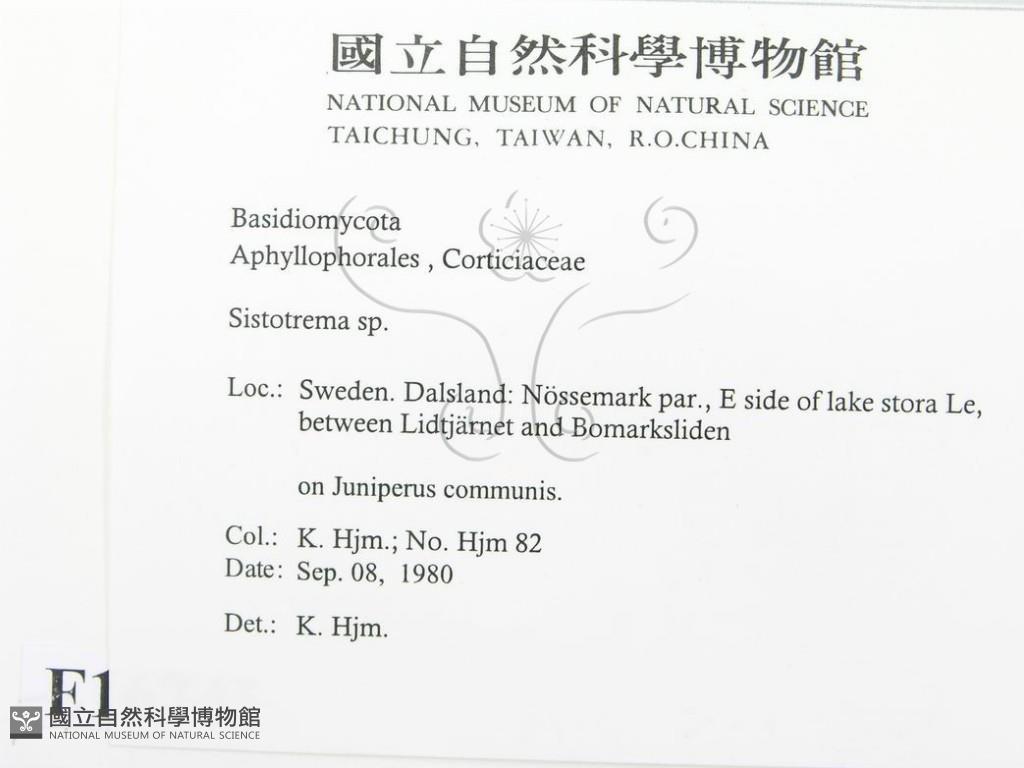 國立自然科學博物館
NATIONAL MUSEUM OF NATURAL SCIENCE
TAICHUNG, TAIWAN, R.O.CHINA
Basidiomycota
Aphyllophorales , Corticiaceae
Sistotrema sp.
Loc.: Sweden. Dalsland: Nössemark par., E side of lake stora Le,
between Lidtjärnet and Bomarksliden
on Juniperus communis.
Col.: K. Hjm.; No. Hjm 82
Date: Sep. 08, 1980
Det.: K. Hjm.
F1
國立自然科學博物館
NATIONAL MUSEUM OF NATURAL SCIENCE